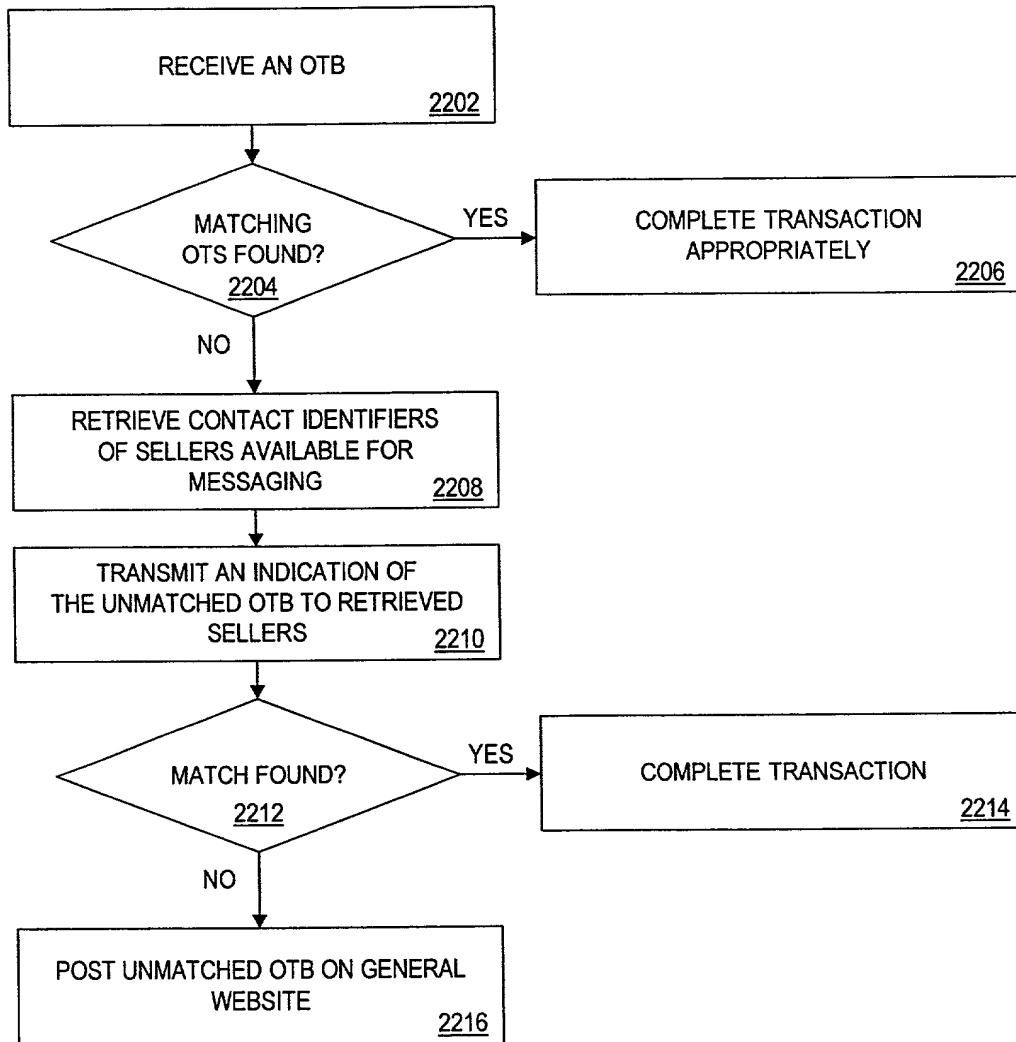 RECEIVE AN OTB
2202
MATCHING
OTS FOUND?
2204
YES
COMPLETE TRANSACTION
APPROPRIATELY
2206
NO
RETRIEVE CONTACT IDENTIFIERS
OF SELLERS AVAILABLE FOR
MESSAGING
2208
TRANSMIT AN INDICATION OF
THE UNMATCHED OTB TO RETRIEVED
SELLERS
2210
MATCH FOUND?
2212
YES
COMPLETE TRANSACTION
2214
NO
POST UNMATCHED OTB ON GENERAL
WEBSITE
2216